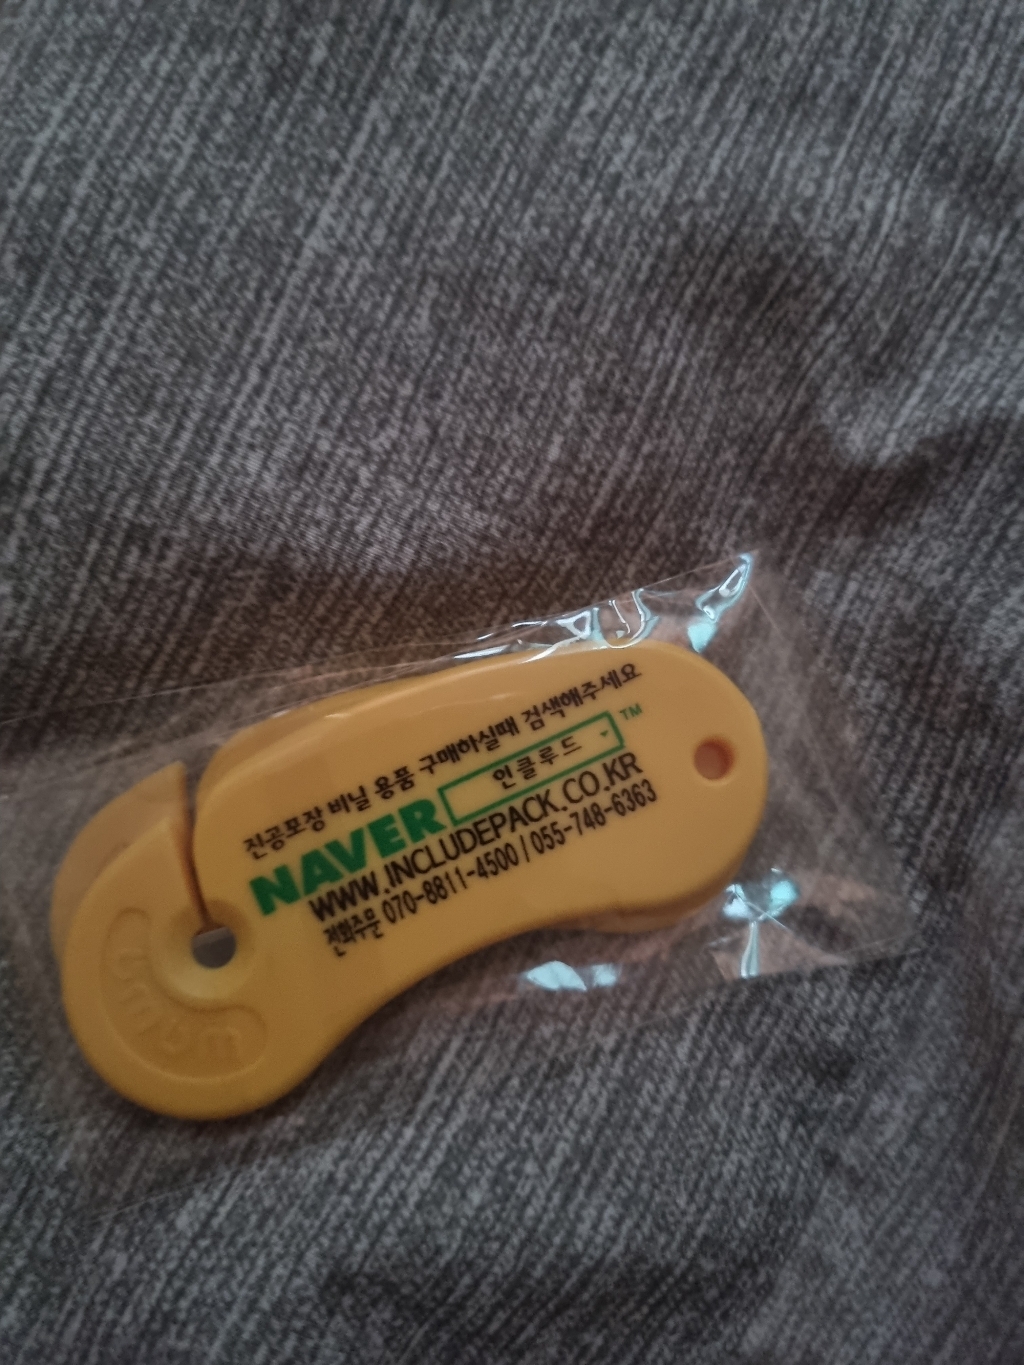 진공포장 비닐 용품 구매하실때 검색해주세요
NAVER 인클루드 TM
WWW.INCLUDEPACK.CO.KR
전화주문 070-8811-4500 / 055-748-6363